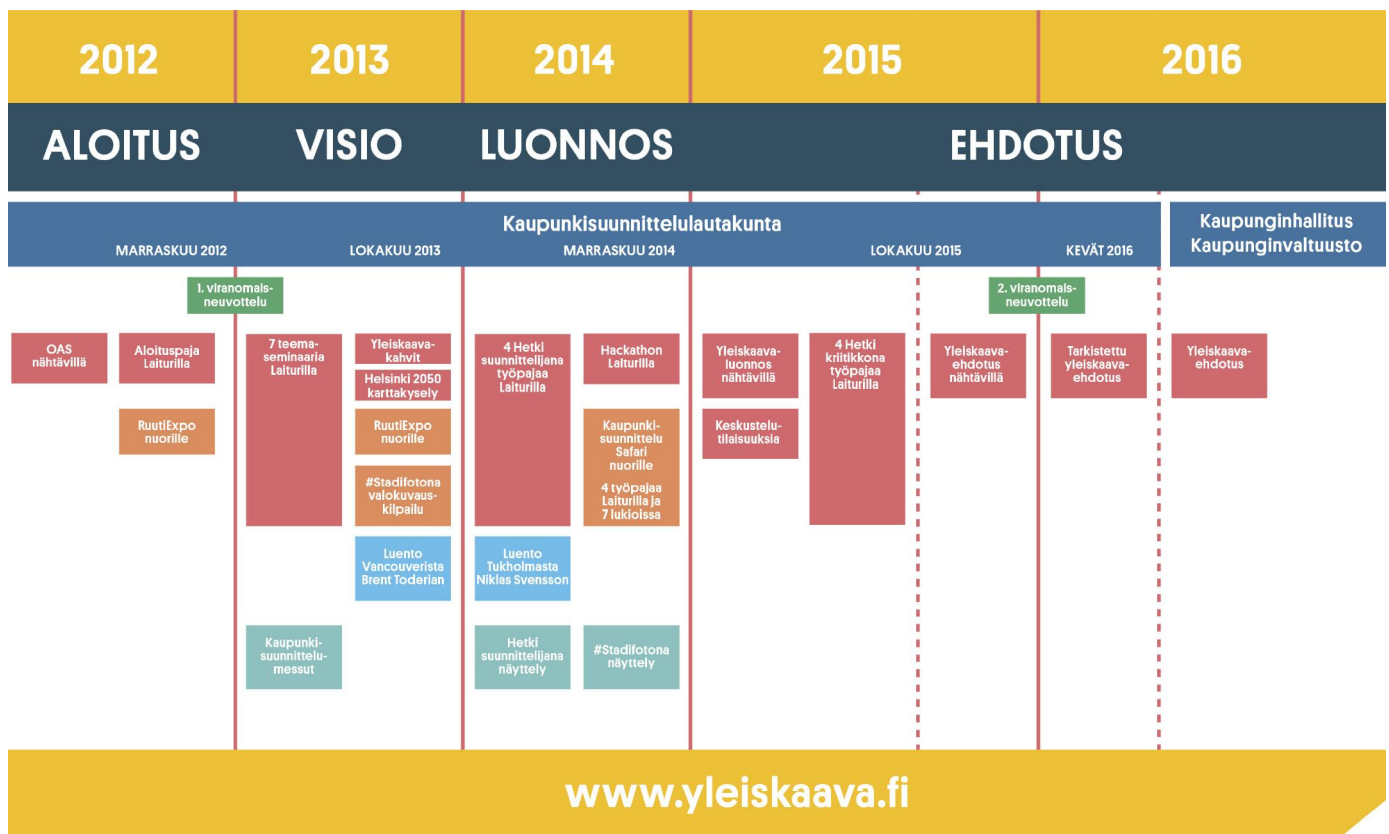 2012
2013
2014
2015
2016
ALOITUS
VISIO
LUONNOS
EHDOTUS
Kaupunkisuunnittelulautakunta
MARRASKUU 2012
LOKAKUU 2013
MARRASKUU 2014
LOKAKUU 2015
KEVÄT 2016
Kaupunginhallitus
Kaupunginvaltuusto
1. viranomais-
neuvottelu
2. viranomais-
neuvottelu
OAS
nähtävillä
Aloituspaja
Laiturilla
RuutiExpo
nuorille
7 teema-
seminaaria
Laiturilla
Yleiskaava-
kahvit
Helsinki 2050
karttakysely
RuutiExpo
nuorille
#Stadifotona
valokuvaus-
kilpailu
Luento
Vancouverista
Brent Toderian
Kaupunki-
suunnittelu-
messut
4 Hetki
suunnittelijana
työpajaa
Laiturilla
Hackathon
Laiturilla
Kaupunki-
suunnittelu
Safari
nuorille
4 työpajaa
Laiturilla ja
7 lukioissa
Luento
Tukholmasta
Niklas Svensson
Hetki
suunnittelijana
näyttely
#Stadifotona
näyttely
Yleiskaava-
luonnos
nähtävillä
Keskustelu-
tilaisuuksia
4 Hetki
kriitikkona
työpajaa
Laiturilla
Yleiskaava-
ehdotus
nähtävillä
Tarkistettu
yleiskaava-
ehdotus
Yleiskaava-
ehdotus
www.yleiskaava.fi